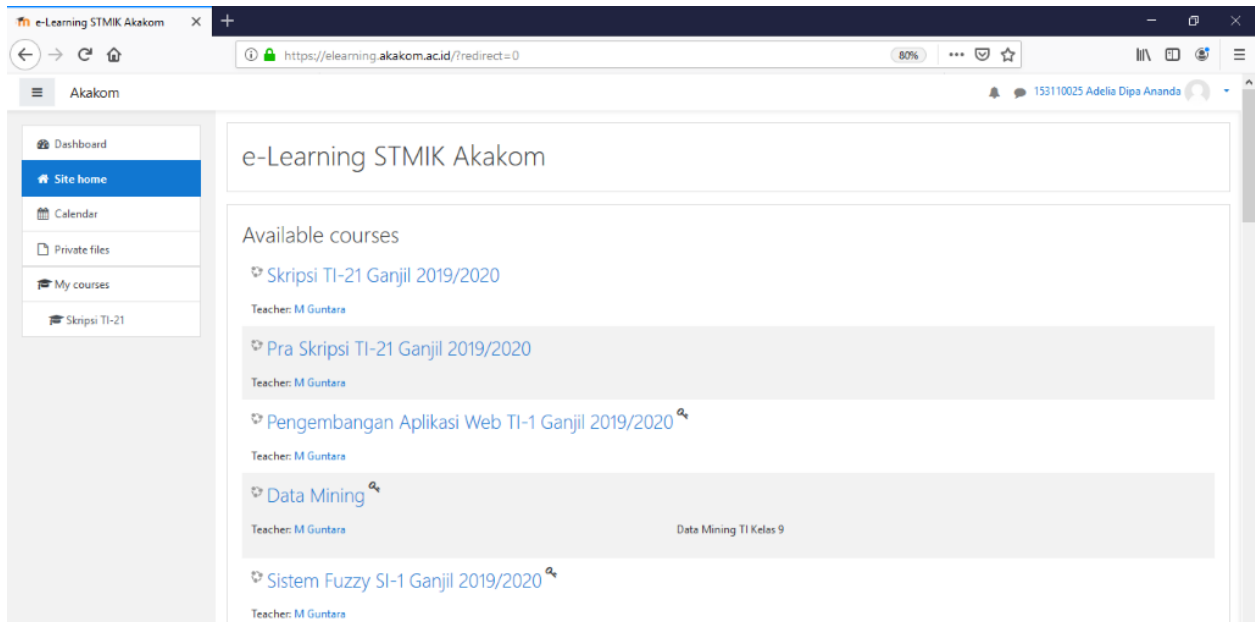 e-Learning STMIK Akakom
https://elearning.akakom.ac.id/?redirect=0
80%
Akakom
153110025 Adelia Dipa Ananda
Dashboard
Site home
Calendar
Private files
My courses
Skripsi TI-21
e-Learning STMIK Akakom
Available courses
Skripsi TI-21 Ganjil 2019/2020
Teacher: M Guntara
Pra Skripsi TI-21 Ganjil 2019/2020
Teacher: M Guntara
Pengembangan Aplikasi Web TI-1 Ganjil 2019/2020
Teacher: M Guntara
Data Mining
Teacher: M Guntara
Data Mining TI Kelas 9
Sistem Fuzzy SI-1 Ganjil 2019/2020
Teacher: M Guntara